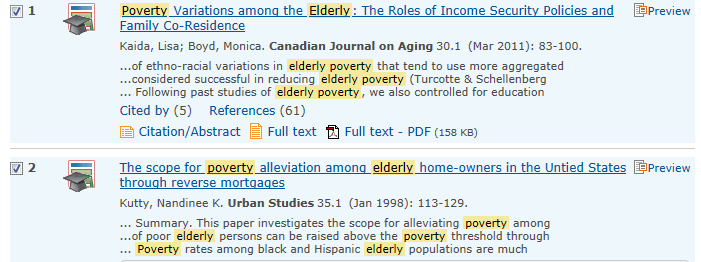 1 Poverty Variations among the Elderly: The Roles of Income Security Policies and Preview
Family Co-Residence
Kaida, Lisa; Boyd, Monica. Canadian Journal on Aging 30.1 (Mar 2011): 83-100.
...of ethno-racial variations in elderly poverty that tend to use more aggregated
...considered successful in reducing elderly poverty (Turcotte & Schellenberg
... Following past studies of elderly poverty, we also controlled for education
Cited by (5) References (61)
Citation/Abstract Full text Full text - PDF (158 KB)
2 The scope for poverty alleviation among elderly home-owners in the Untied States Preview
through reverse mortgages
Kutty, Nandinee K. Urban Studies 35.1 (Jan 1998): 113-129.
... Summary. This paper investigates the scope for alleviating poverty among
...of poor elderly persons can be raised above the poverty threshold through
... Poverty rates among black and Hispanic elderly populations are much